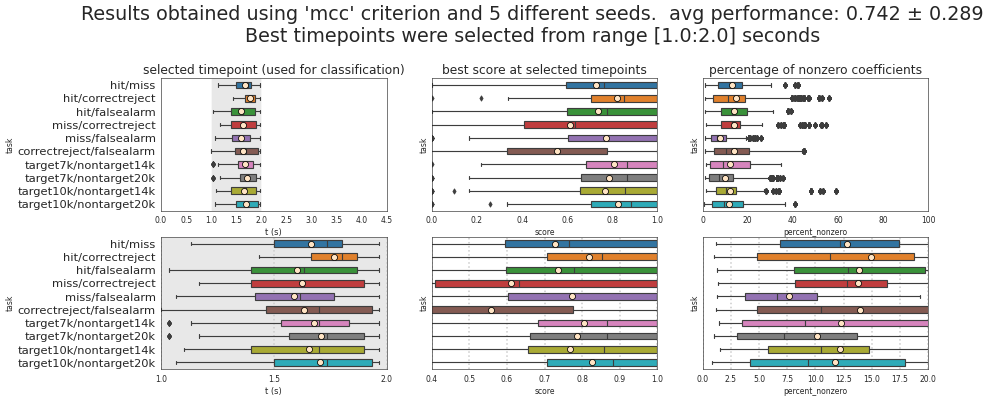 Results obtained using 'mcc' criterion and 5 different seeds.  avg performance: 0.742 ± 0.289
Best timepoints were selected from range [1.0:2.0] seconds
selected timepoint (used for classification)
best score at selected timepoints
percentage of nonzero coefficients
task
hit/miss
hit/correctreject
hit/falsealarm
miss/correctreject
miss/falsealarm
correctreject/falsealarm
target7k/nontarget14k
target7k/nontarget20k
target10k/nontarget14k
target10k/nontarget20k
0.0 0.5 1.0 1.5 2.0 2.5 3.0 3.5 4.0 4.5
t (s)
task
0.0 0.2 0.4 0.6 0.8 1.0
score
task
0 20 40 60 80 100
percent_nonzero
task
hit/miss
hit/correctreject
hit/falsealarm
miss/correctreject
miss/falsealarm
correctreject/falsealarm
target7k/nontarget14k
target7k/nontarget20k
target10k/nontarget14k
target10k/nontarget20k
1.0 1.5 2.0
t (s)
task
0.4 0.5 0.6 0.7 0.8 0.9 1.0
score
task
0.0 2.5 5.0 7.5 10.0 12.5 15.0 17.5 20.0
percent_nonzero